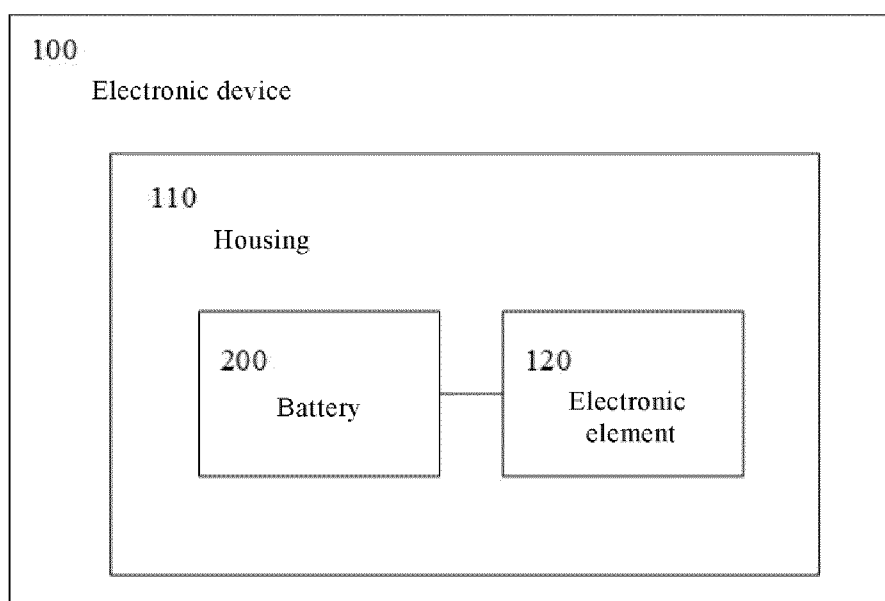 100
Electronic device
110
Housing
200
Battery
120
Electronic
element